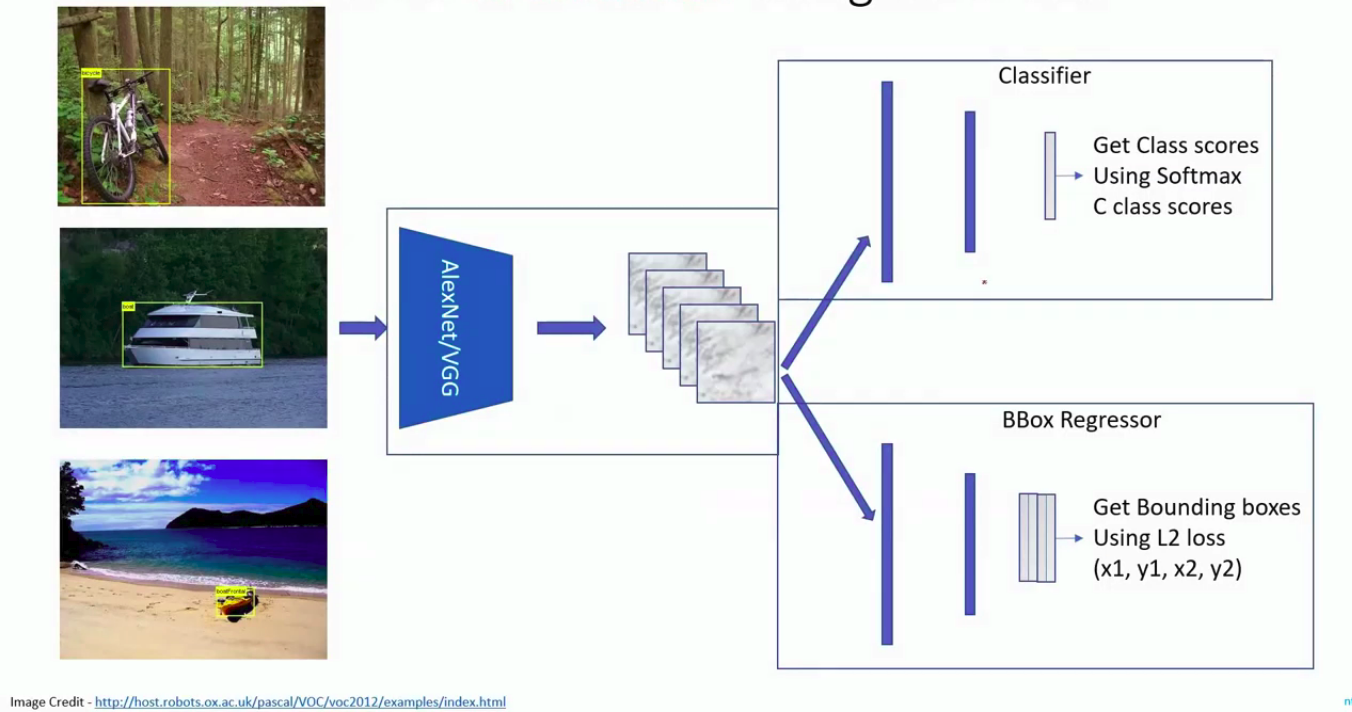 bicycle
boat
boatFrontal
AlexNet/VGG
Classifier
Get Class scores
Using Softmax
C class scores
BBox Regressor
Get Bounding boxes
Using L2 loss
(x1, y1, x2, y2)
Image Credit - http://host.robots.ox.ac.uk/pascal/VOC/voc2012/examples/index.html